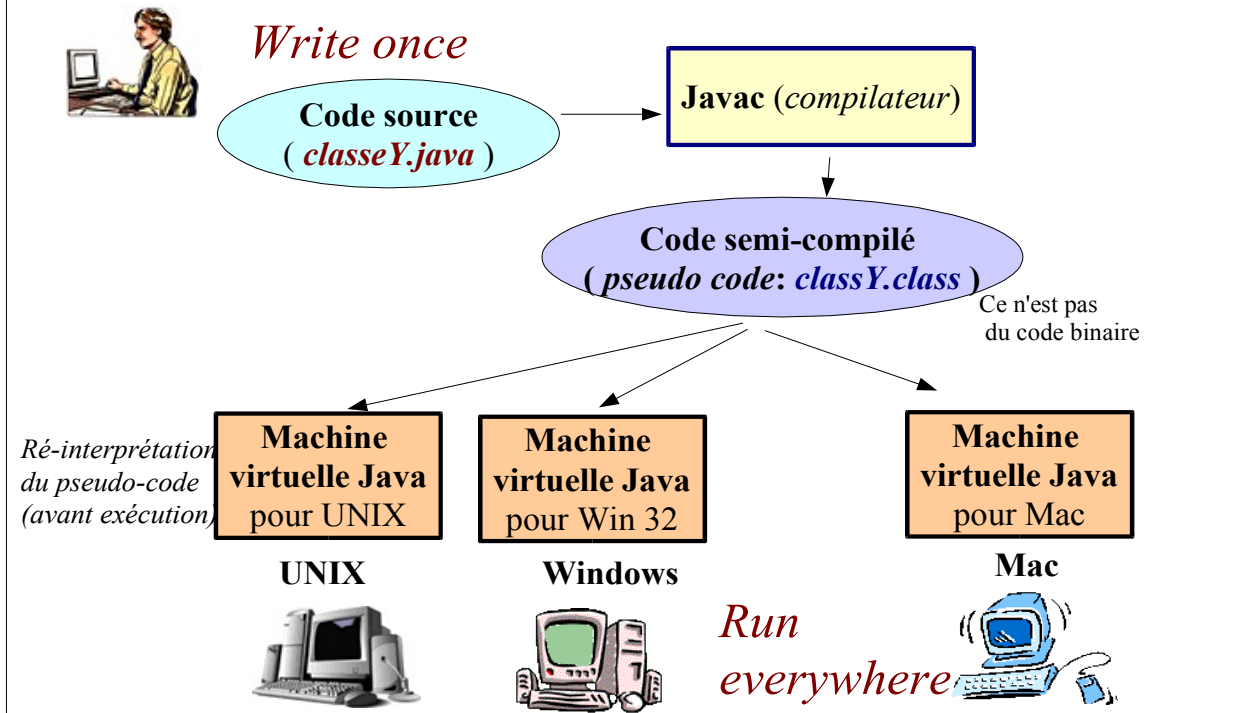 Write once
Code source
( classeY.java )
Javac (compilateur)
Code semi-compilé
( pseudo code: classY.class )
Ce n'est pas
du code binaire
Ré-interprétation
du pseudo-code
(avant exécution)
Machine
virtuelle Java
pour UNIX
Machine
virtuelle Java
pour Win 32
Machine
virtuelle Java
pour Mac
UNIX
Windows
Mac
Run
everywhere